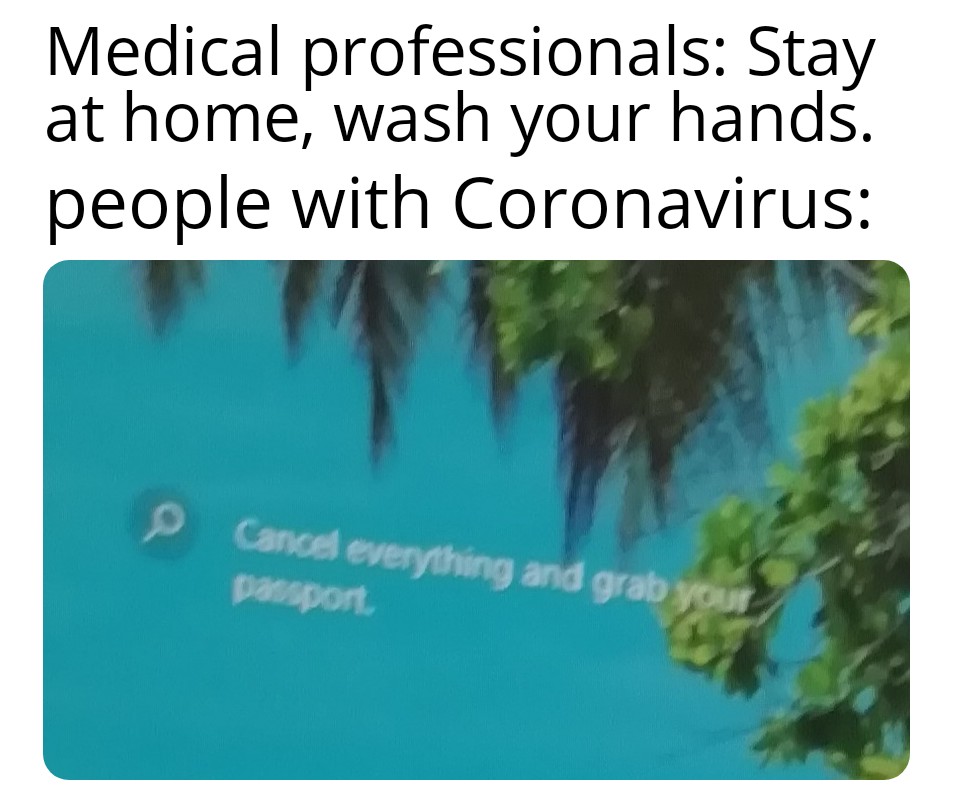 Medical professionals: Stay
at home, wash your hands.
people with Coronavirus:
Cancel everything and grab your
passport.